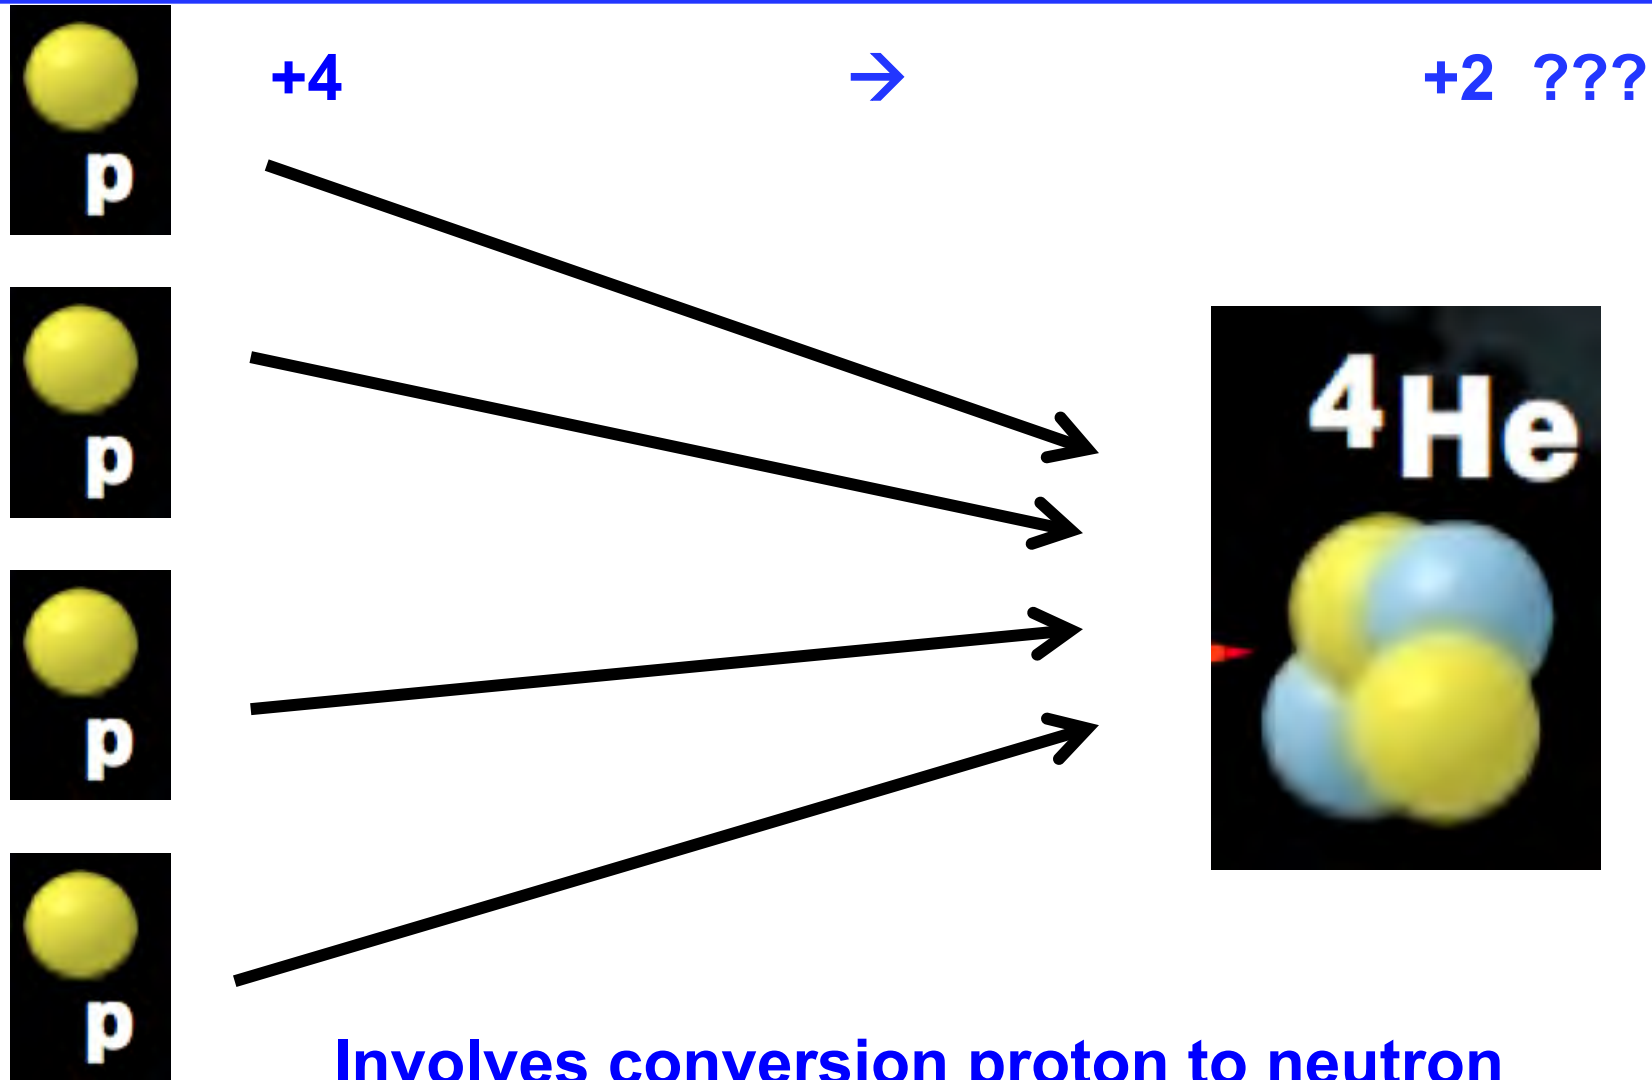 +4 → +2 ???
p
p
4He
p
p
Involves conversion proton to neutron